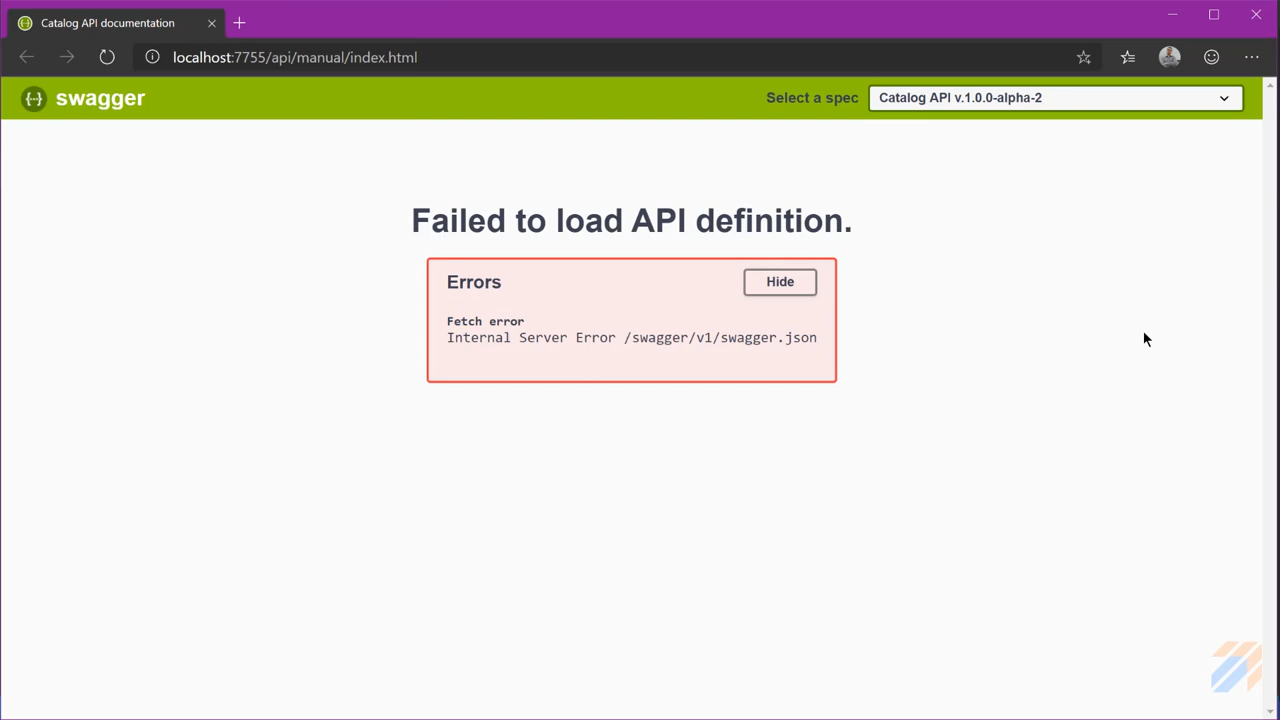 Catalog API documentation
localhost:7755/api/manual/index.html
swagger
Select a spec
Catalog API v.1.0.0-alpha-2
Failed to load API definition.
Errors
Hide
Fetch error
Internal Server Error /swagger/v1/swagger.json